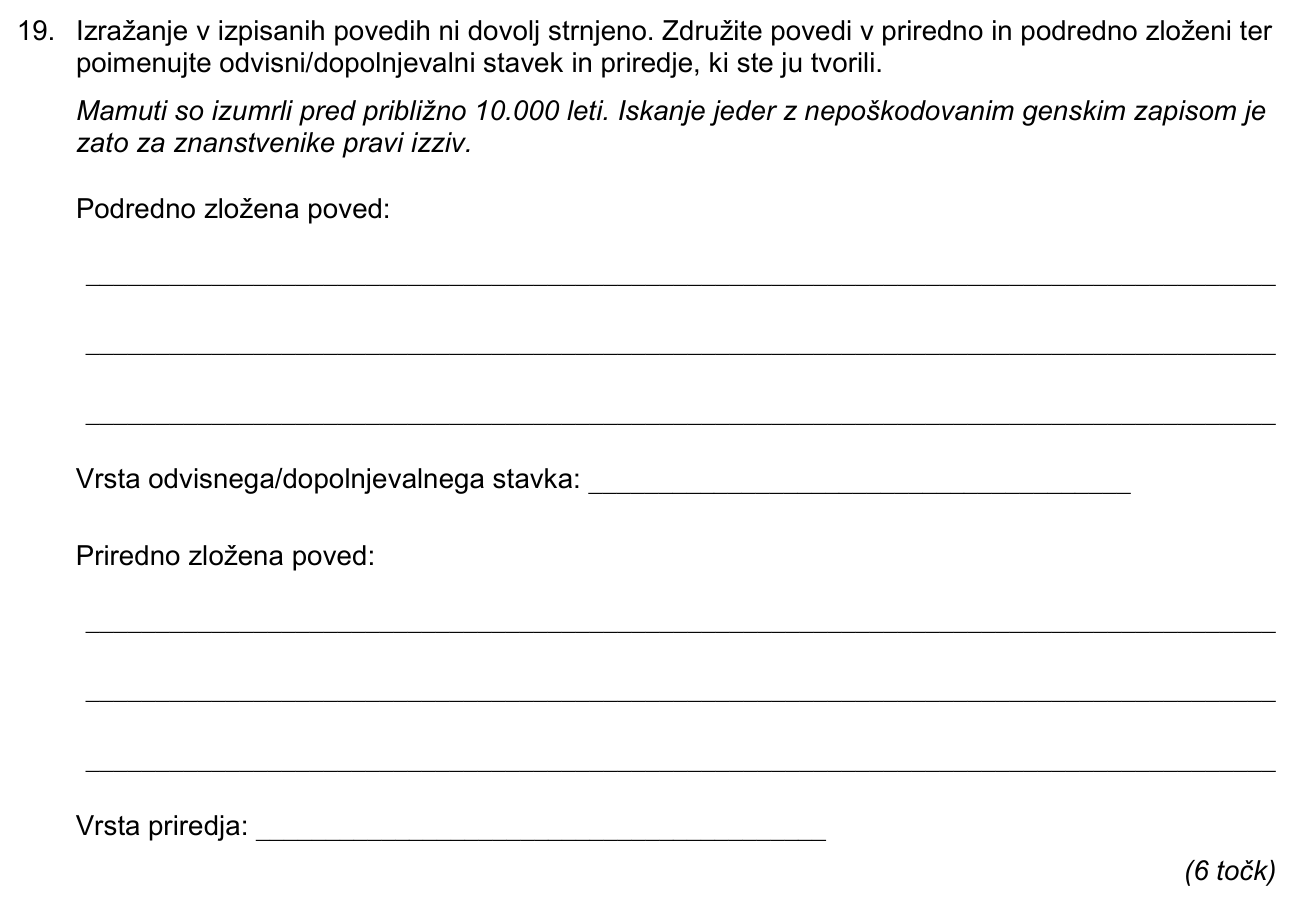 19. Izražanje v izpisanih povedih ni dovolj strnjeno. Združite povedi v priredno in podredno zloženi ter
poimenujte odvisni/dopolnjevalni stavek in priredje, ki ste ju tvorili.
Mamuti so izumrli pred približno 10.000 leti. Iskanje jeder z nepoškodovanim genskim zapisom je
zato za znanstvenike pravi izziv.
Podredno zložena poved:
Vrsta odvisnega/dopolnjevalnega stavka:
Priredno zložena poved:
Vrsta priredja:
(6 točk)